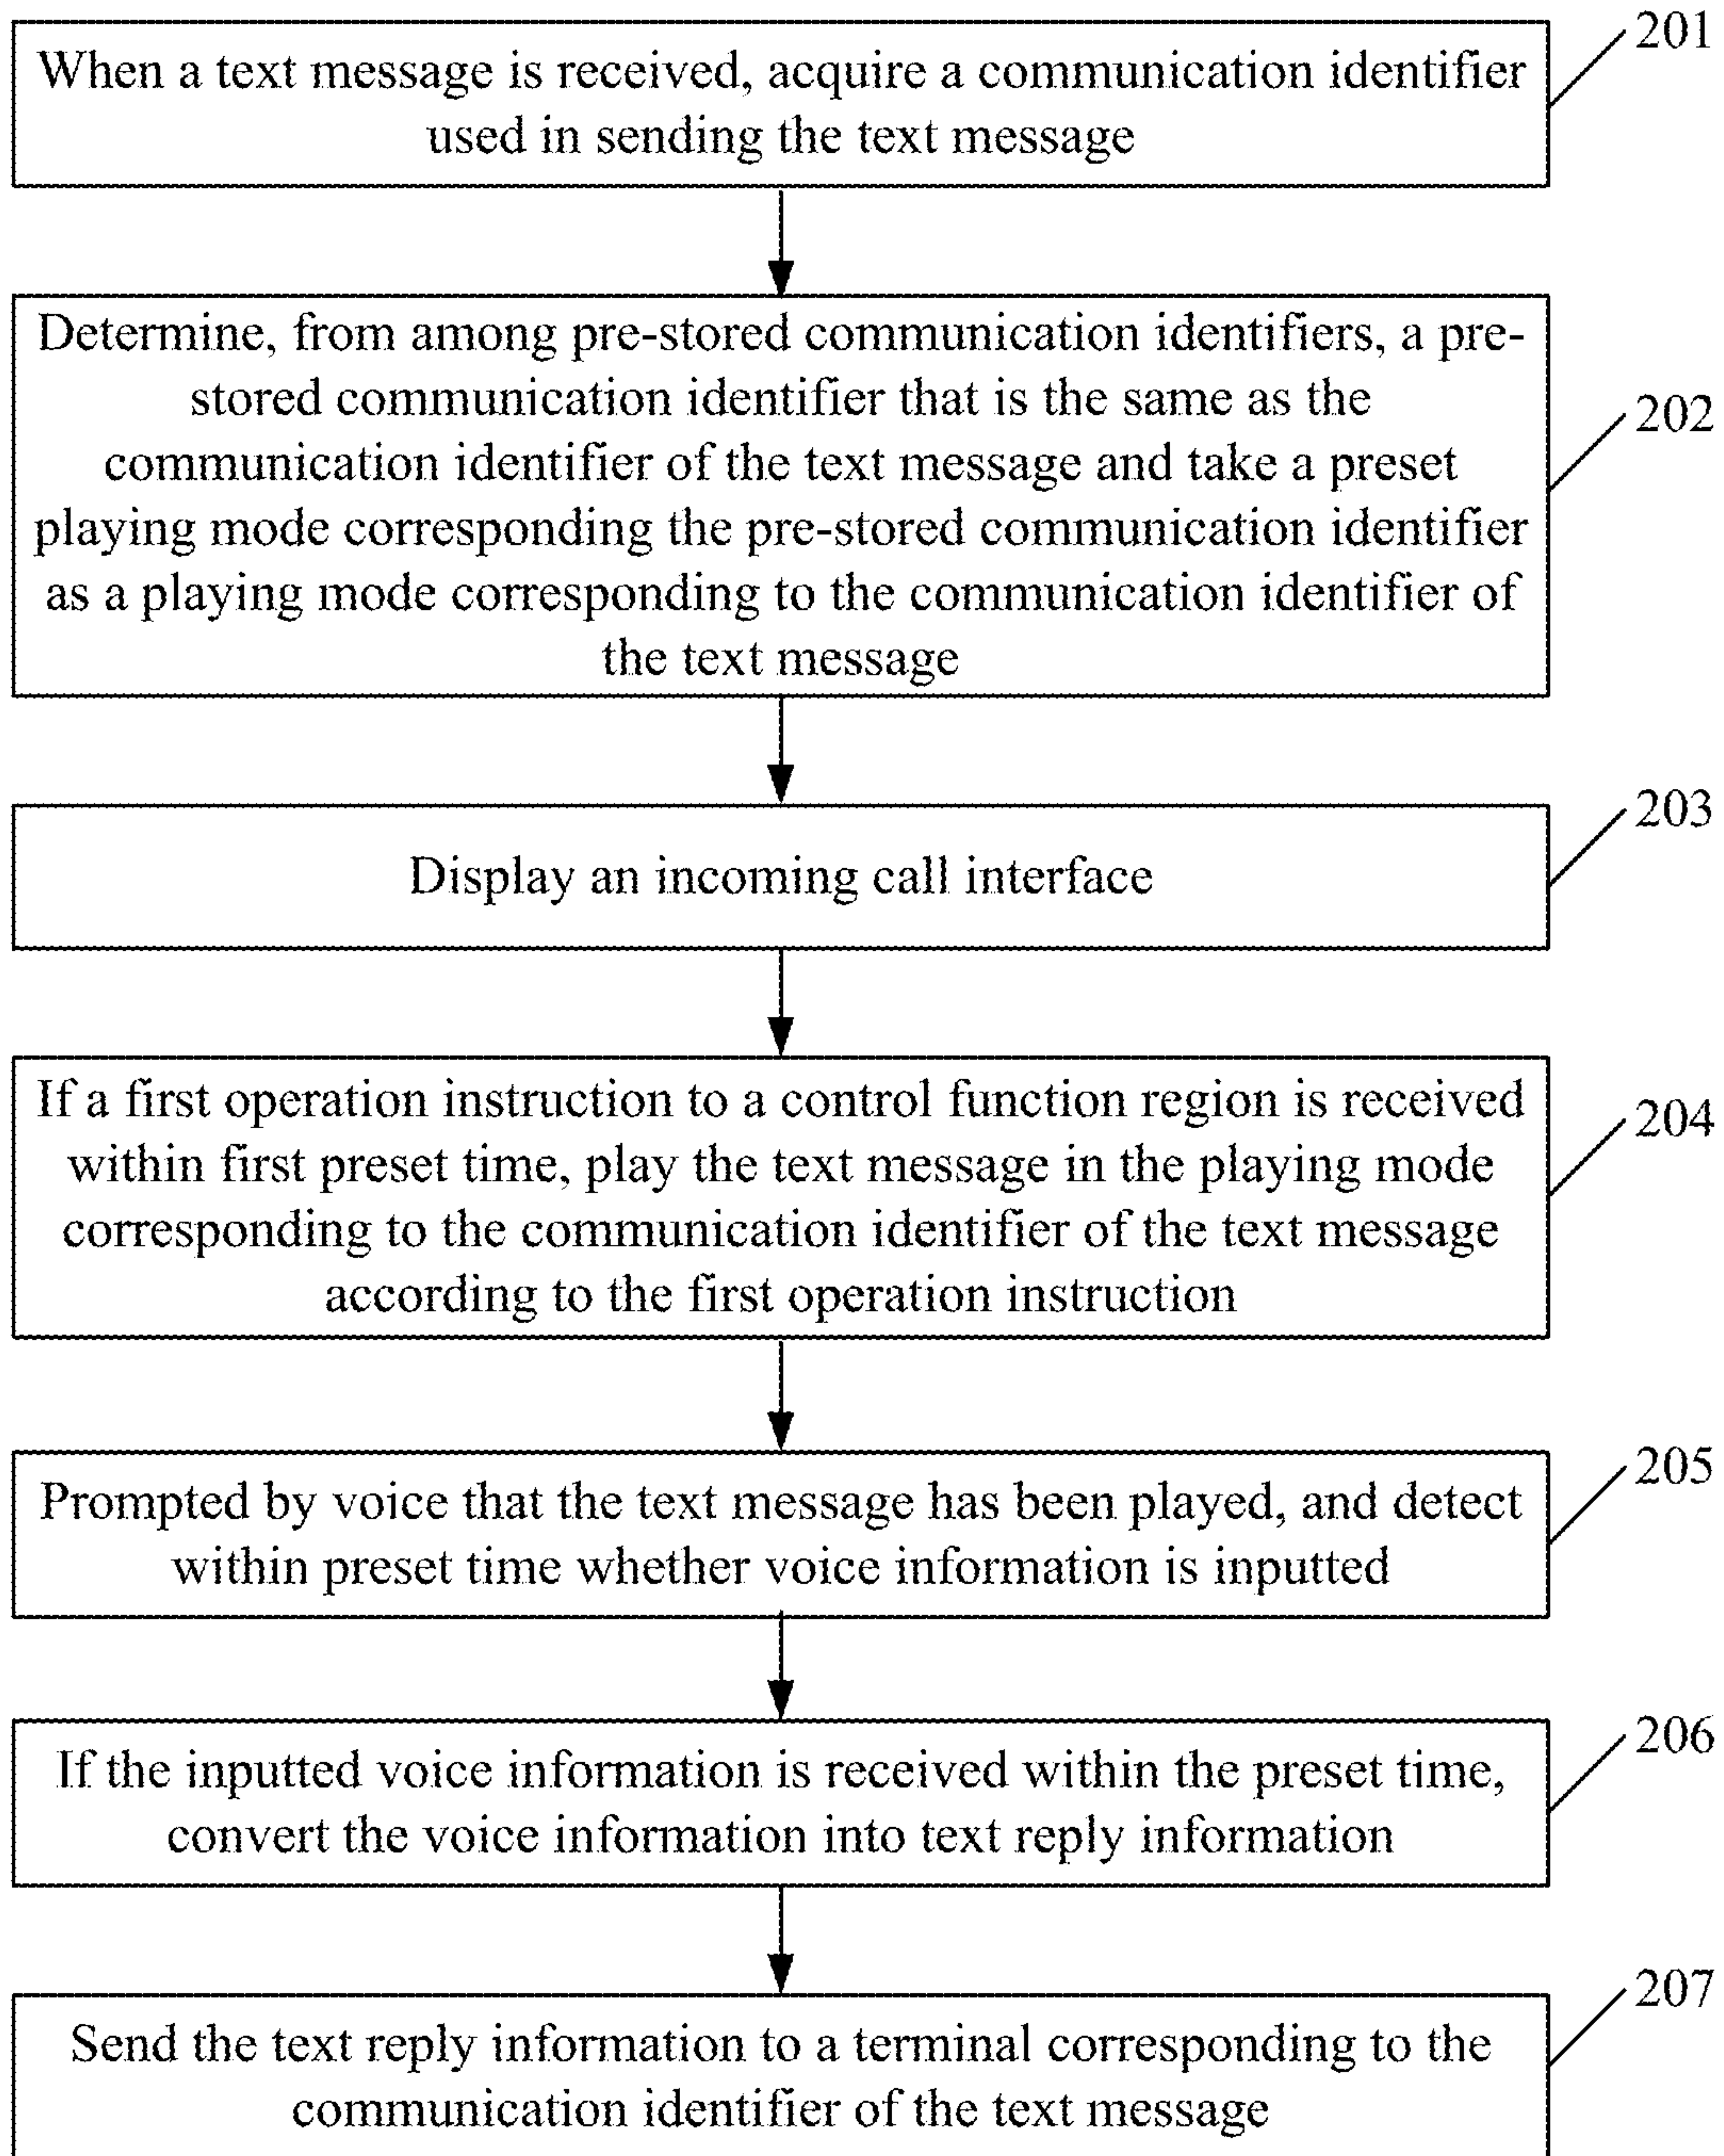 When a text message is received, acquire a communication identifier
used in sending the text message
201
Determine, from among pre-stored communication identifiers, a pre-
stored communication identifier that is the same as the
communication identifier of the text message and take a preset
playing mode corresponding the pre-stored communication identifier
as a playing mode corresponding to the communication identifier of
the text message
202
Display an incoming call interface
203
If a first operation instruction to a control function region is received
within first preset time, play the text message in the playing mode
corresponding to the communication identifier of the text message
according to the first operation instruction
204
Prompted by voice that the text message has been played, and detect
within preset time whether voice information is inputted
205
If the inputted voice information is received within the preset time,
convert the voice information into text reply information
206
Send the text reply information to a terminal corresponding to the
communication identifier of the text message
207